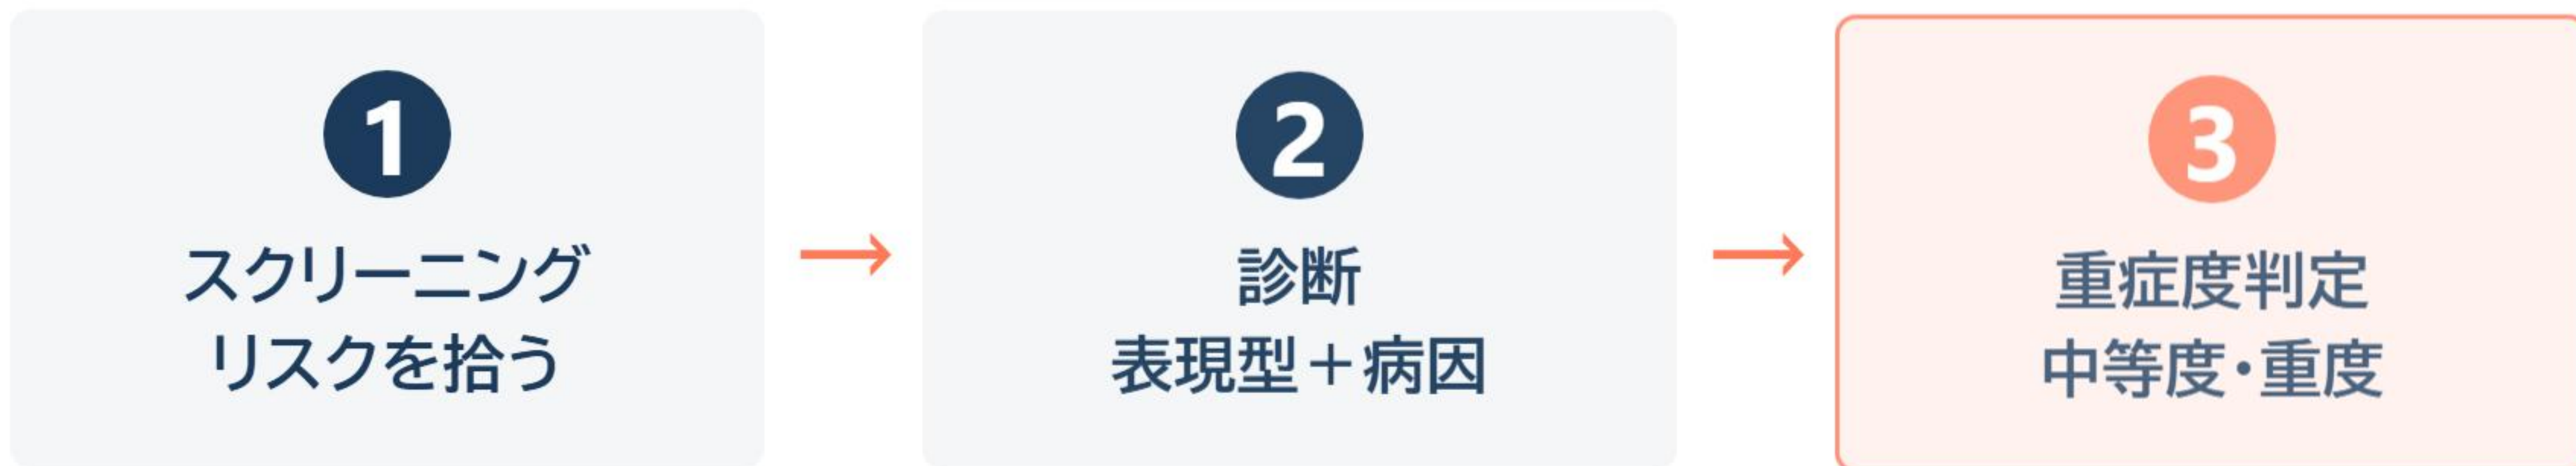 1
スクリーニング
リスクを拾う
→
2
診断
表現型+病因
→
3
重症度判定
中等度・重度